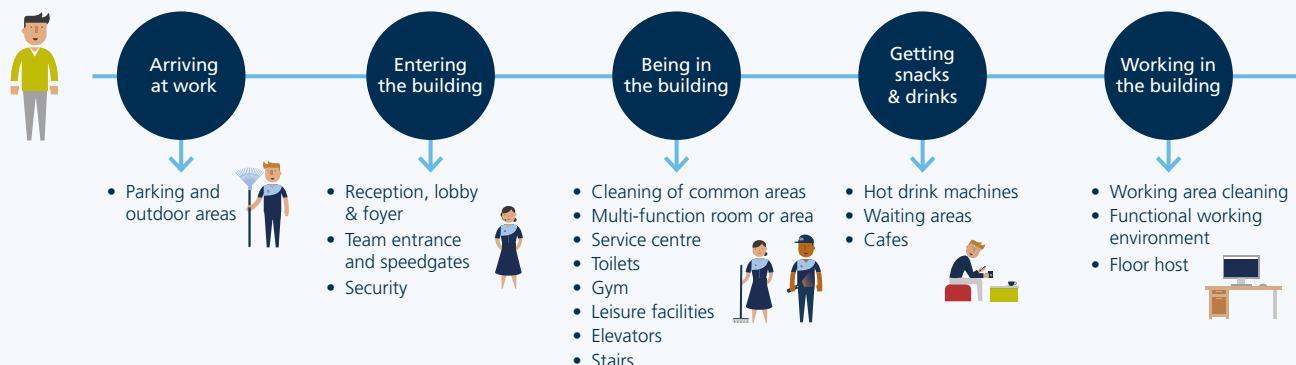 Arriving
at work
Entering
the building
Being in
the building
Getting
snacks
& drinks
Working in
the building
• Parking and
outdoor areas
• Reception, lobby
& foyer
• Team entrance
and speedgates
• Security
• Cleaning of common areas
• Multi-function room or area
• Service centre
• Toilets
• Gym
• Leisure facilities
• Elevators
• Stairs
• Hot drink machines
• Waiting areas
• Cafes
• Working area cleaning
• Functional working
environment
• Floor host